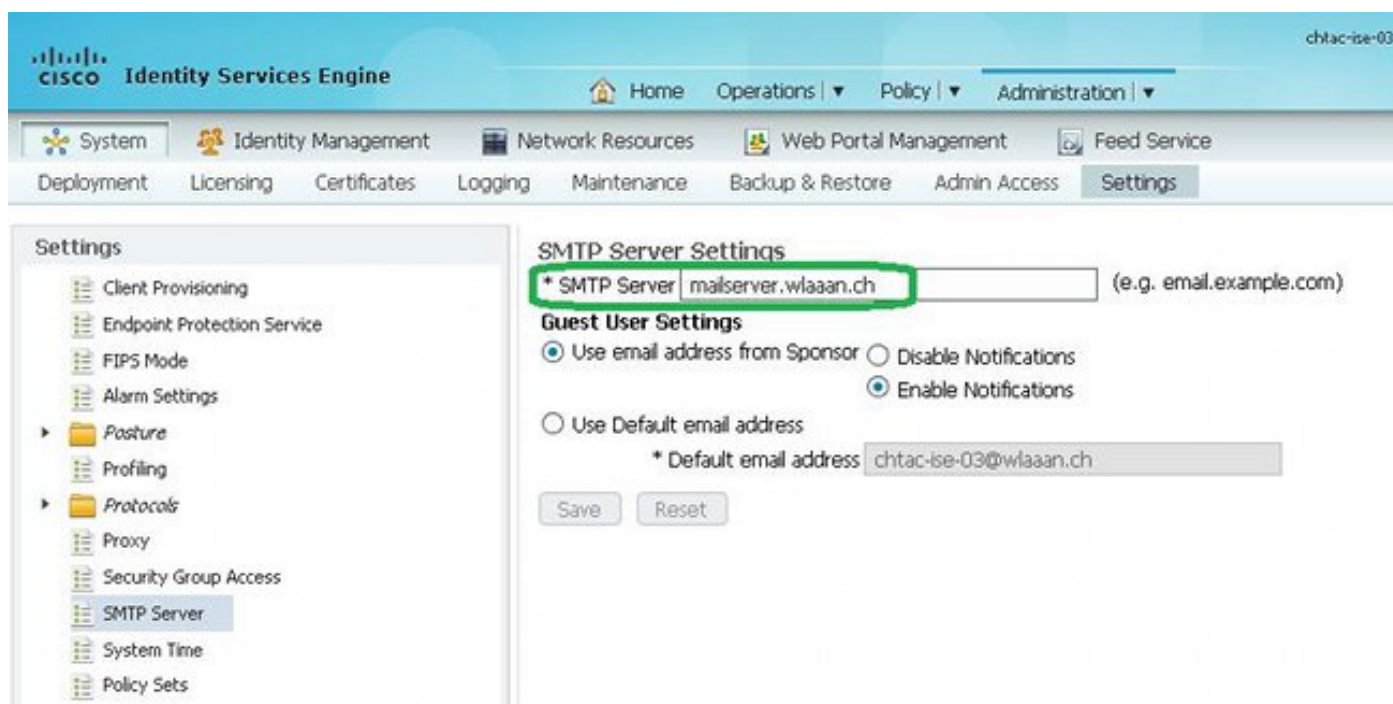 chtac-ise-03
CISCO Identity Services Engine
Home Operations | ▼ Policy | ▼ Administration | ▼
System Identity Management Network Resources Web Portal Management Feed Service
Deployment Licensing Certificates Logging Maintenance Backup & Restore Admin Access Settings
Settings
Client Provisioning
Endpoint Protection Service
FIPS Mode
Alarm Settings
Posture
Profiling
Protocols
Proxy
Security Group Access
SMTP Server
System Time
Policy Sets
SMTP Server Settings
* SMTP Server mailserver.wlaaan.ch (e.g. email.example.com)
Guest User Settings
Use email address from Sponsor Disable Notifications
Enable Notifications
Use Default email address
* Default email address chtac-ise-03@wlaaan.ch
Save Reset